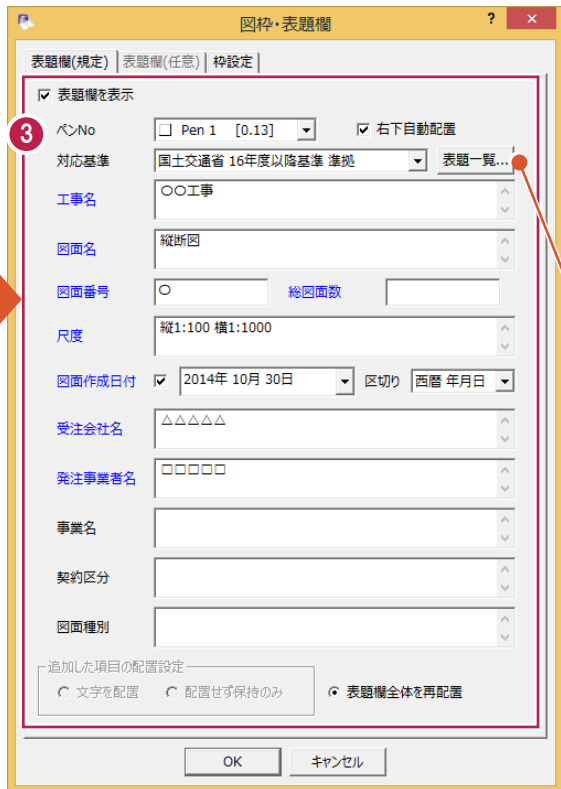 図枠・表題欄
? ×
表題欄(規定) 表題欄(任意) 枠設定
表題欄を表示
3
ペンNo Pen 1 [0.13] 右下自動配置
対応基準 国土交通省 16年度以降基準 準拠 表題一覧...
工事名 〇〇工事
図面名 縦断図
図面番号 〇 総図面数
尺度 縦1:100 横1:1000
図面作成日付 2014年 10月 30日 区切り 西暦 年月日
受注会社名 △△△△△
発注事業者名 □□□□□
事業名
契約区分
図面種別
追加した項目の配置設定
文字を配置 配置せず保持のみ 表題欄全体を再配置
OK キャンセル